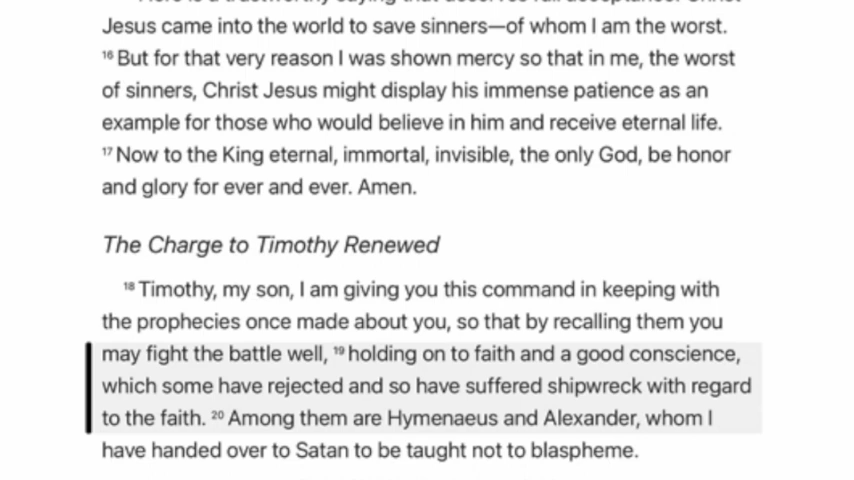 Jesus came into the world to save sinners—of whom I am the worst.
16 But for that very reason I was shown mercy so that in me, the worst
of sinners, Christ Jesus might display his immense patience as an
example for those who would believe in him and receive eternal life.
17 Now to the King eternal, immortal, invisible, the only God, be honor
and glory for ever and ever. Amen.
The Charge to Timothy Renewed
18 Timothy, my son, I am giving you this command in keeping with
the prophecies once made about you, so that by recalling them you
may fight the battle well, 19 holding on to faith and a good conscience,
which some have rejected and so have suffered shipwreck with regard
to the faith. 20 Among them are Hymenaeus and Alexander, whom I
have handed over to Satan to be taught not to blaspheme.